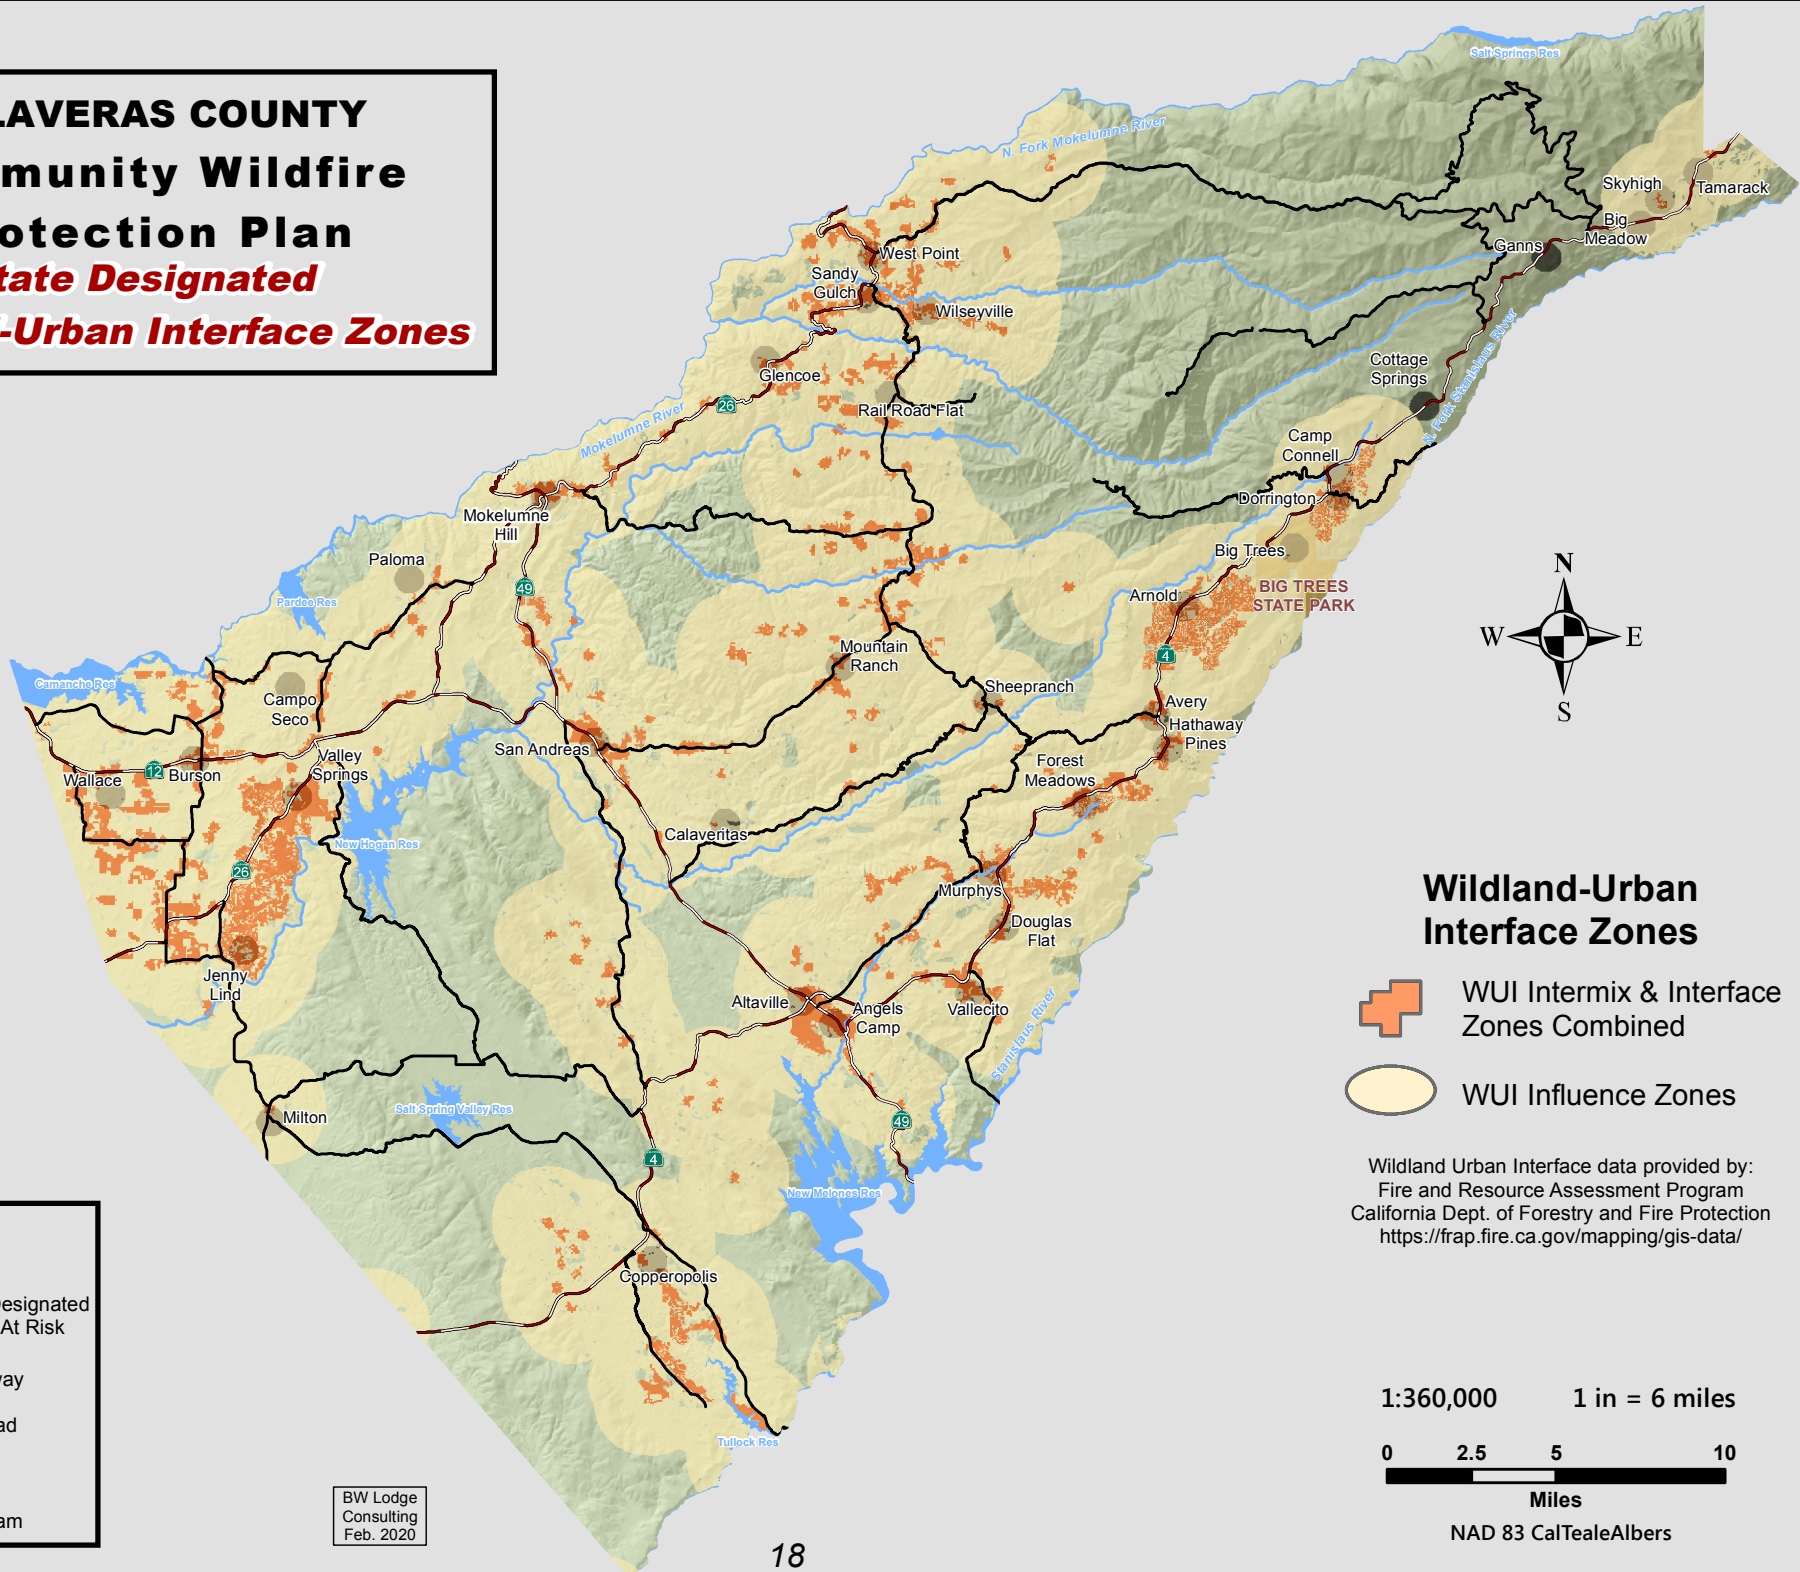 LAVERAS COUNTY
munity Wildfire
otection Plan
tate Designated
-Urban Interface Zones
Salt Springs Res
N. Fork Mokelumne River
Skyhigh
Tamarack
Big
Meadow
Ganns
West Point
Sandy
Gulch
Wilseyville
N. Fork Stanislaus River
Cottage
Springs
Glencoe
26
Rail Road Flat
Mokelumne River
Camp
Connell
Dorrington
Mokelumne
Hill
Big Trees
Paloma
49
BIG TREES
STATE PARK
Arnold
Pardee Res
4
Mountain
Ranch
Camanche Res
Sheepranch
Campo
Seco
Avery
Hathaway
Pines
San Andreas
Valley
Springs
12
Burson
Wallace
Forest
Meadows
Calaveritas
New Hogan Res
26
Murphys
Douglas
Flat
Jenny
Lind
Altaville
Angels
Camp
Vallecito
Stanislaus River
Milton
Salt Spring Valley Res
49
4
New Melones Res
Copperopolis
Tullock Res
N
W
E
S
Wildland-Urban
Interface Zones
WUI Intermix & Interface
Zones Combined
WUI Influence Zones
Wildland Urban Interface data provided by:
Fire and Resource Assessment Program
California Dept. of Forestry and Fire Protection
https://frap.fire.ca.gov/mapping/gis-data/
1:360,000 1 in = 6 miles
0 2.5 5 10
Miles
NAD 83 CalTealeAlbers
esignated
At Risk
way
ad
am
BW Lodge
Consulting
Feb. 2020
18